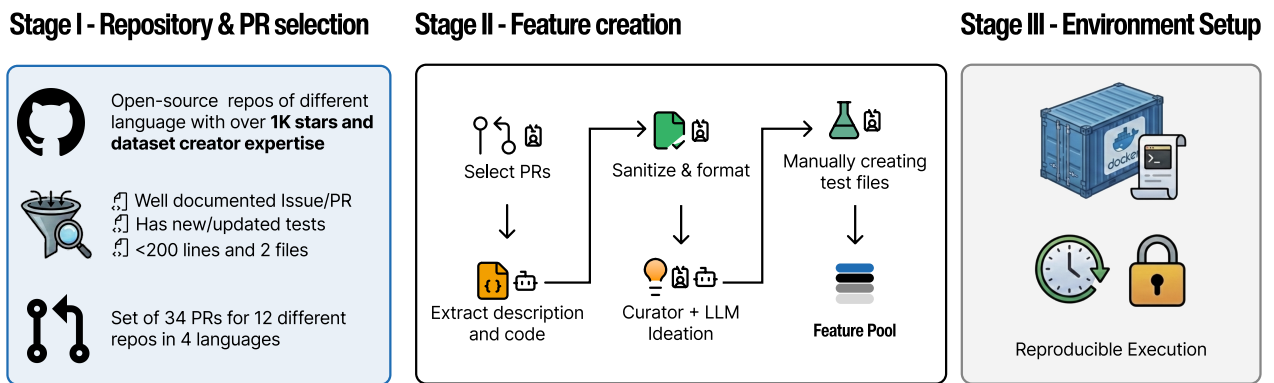 Stage I - Repository & PR selection
Open-source repos of different
language with over 1K stars and
dataset creator expertise
Well documented Issue/PR
Has new/updated tests
<200 lines and 2 files
Set of 34 PRs for 12 different
repos in 4 languages
Stage II - Feature creation
Select PRs
Extract description
and code
Sanitize & format
Curator + LLM
Ideation
Manually creating
test files
Feature Pool
Stage III - Environment Setup
docker
Reproducible Execution